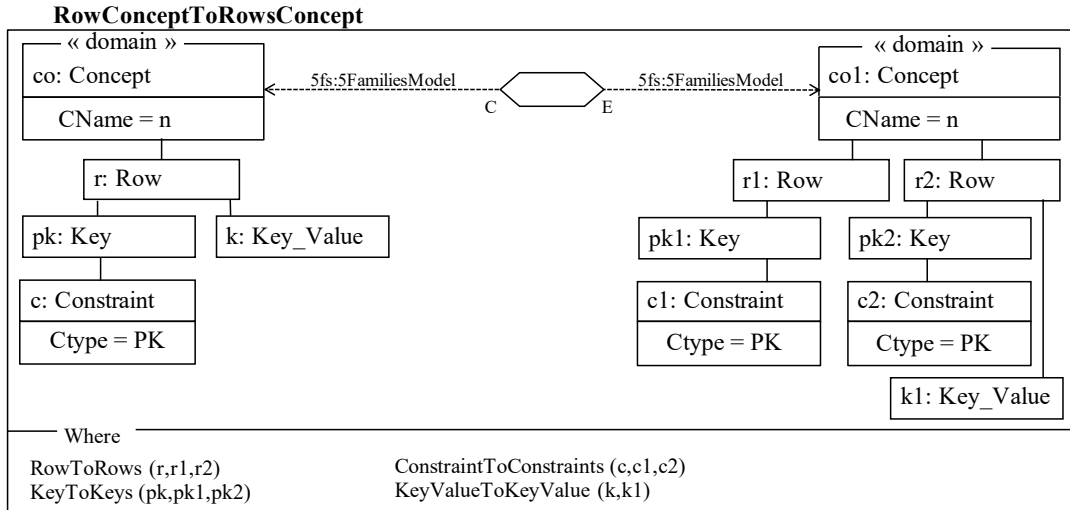 RowConceptToRowsConcept
« domain »
co: Concept
CName = n
r: Row
pk: Key
k: Key_Value
c: Constraint
Ctype = PK
5fs:5FamiliesModel
C
E
5fs:5FamiliesModel
« domain »
co1: Concept
CName = n
r1: Row
r2: Row
pk1: Key
pk2: Key
c1: Constraint
Ctype = PK
c2: Constraint
Ctype = PK
k1: Key_Value
Where
RowToRows (r,r1,r2)
KeyToKeys (pk,pk1,pk2)
ConstraintToConstraints (c,c1,c2)
KeyValueToKeyValue (k,k1)